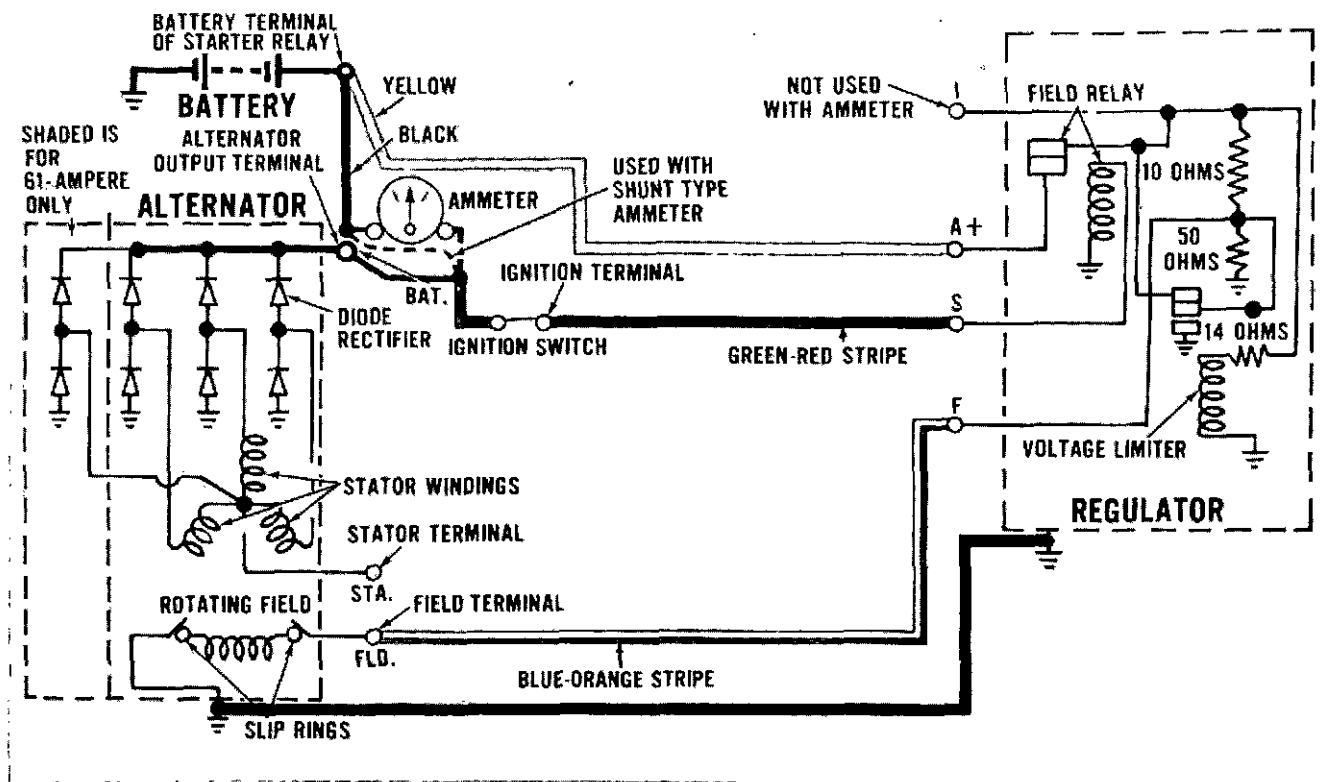 BATTERY TERMINAL
OF STARTER RELAY
BATTERY
YELLOW
BLACK
SHADED IS
FOR
61-AMPERE
ONLY
ALTERNATOR
OUTPUT TERMINAL
ALTERNATOR
AMMETER
USED WITH
SHUNT TYPE
AMMETER
NOT USED
WITH AMMETER
I
FIELD RELAY
10 OHMS
A+
50
OHMS
BAT.
IGNITION TERMINAL
DIODE
RECTIFIER
IGNITION SWITCH
S
GREEN-RED STRIPE
14 OHMS
F
VOLTAGE LIMITER
STATOR WINDINGS
REGULATOR
STATOR TERMINAL
STA.
ROTATING FIELD
FIELD TERMINAL
FLD.
BLUE-ORANGE STRIPE
SLIP RINGS